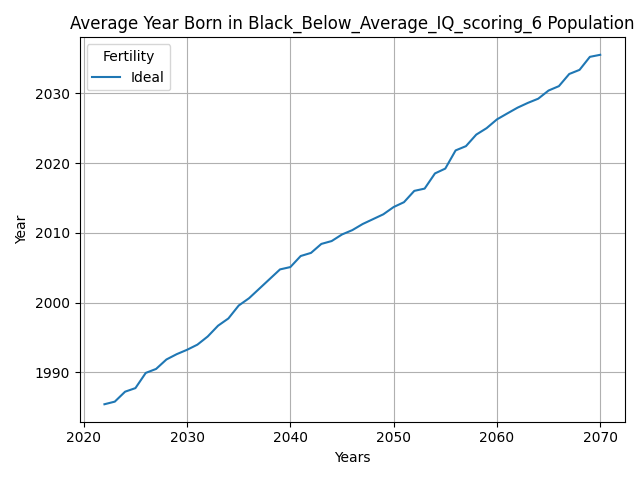 Average Year Born in Black_Below_Average_IQ_scoring_6 Population
Fertility
Ideal
2030
2020
2010
2000
1990
Year
2020 2030 2040 2050 2060 2070
Years